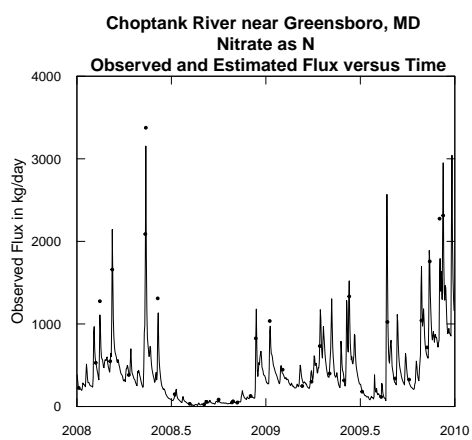 Choptank River near Greensboro, MD
Nitrate as N
Observed and Estimated Flux versus Time
Observed Flux in kg/day
4000
3000
2000
1000
0
2008
2008.5
2009
2009.5
2010